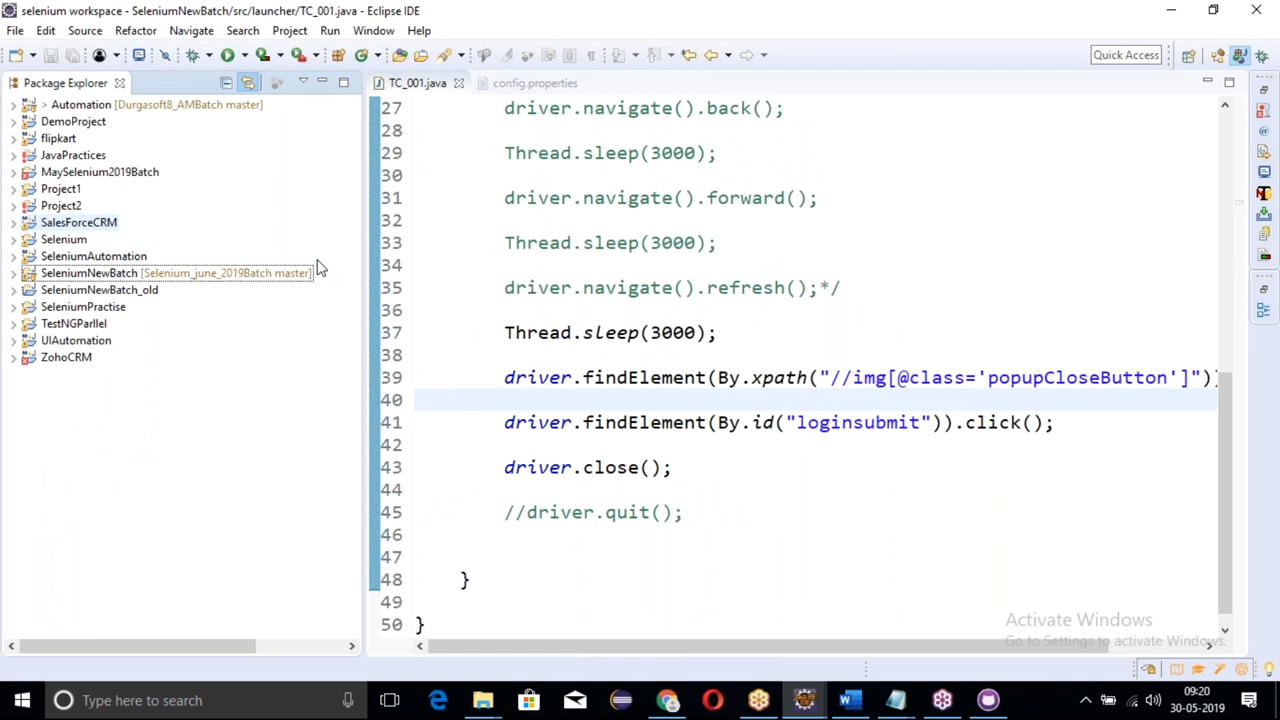 selenium workspace - SeleniumNewBatch/src/launcher/TC_001.java - Eclipse IDE
File Edit Source Refactor Navigate Search Project Run Window Help
Quick Access
Package Explorer
TC_001.java
config.properties
> Automation [Durgasoft8_AMBatch master]
DemoProject
flipkart
JavaPractices
MaySelenium2019Batch
Project1
Project2
SalesForceCRM
Selenium
SeleniumAutomation
SeleniumNewBatch [Selenium_june_2019Batch master]
SeleniumNewBatch_old
SeleniumPractise
TestNGParllel
UIAutomation
ZohoCRM
27 driver.navigate().back();
28
29 Thread.sleep(3000);
30
31 driver.navigate().forward();
32
33 Thread.sleep(3000);
34
35 driver.navigate().refresh();*/
36
37 Thread.sleep(3000);
38
39 driver.findElement(By.xpath("//img[@class='popupCloseButton']"))
40
41 driver.findElement(By.id("loginsubmit")).click();
42
43 driver.close();
44
45 //driver.quit();
46
47
48 }
49
50 }
Activate Windows
Go to Settings to activate Windows.
Type here to search
09:20
30-05-2019